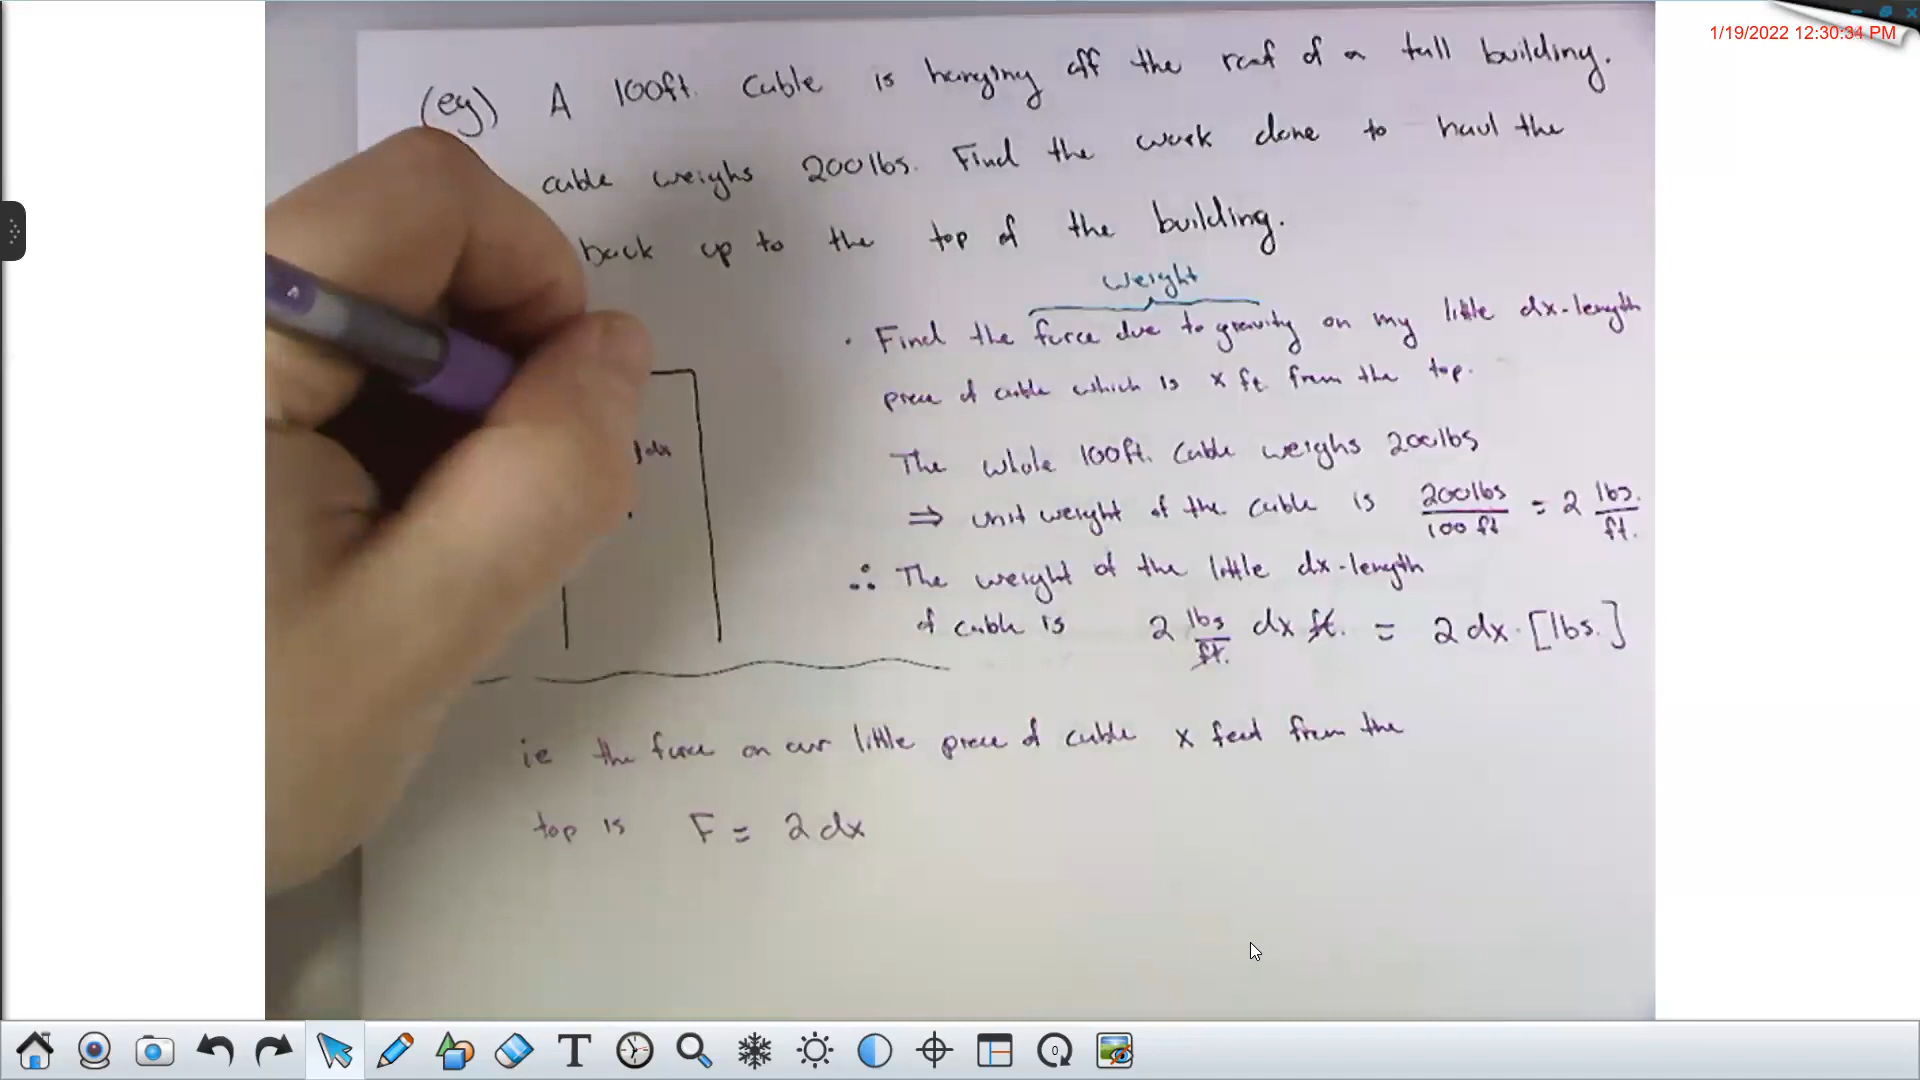 1/19/2022 12:30:34 PM
(eg) A 100ft. cable is hanging off the roof of a tall building.
cable weighs 200lbs. Find the work done to haul the
back up to the top of the building.
weight
· Find the force due to gravity on my little dx-length
piece of cable which is x ft. from the top.
dx
The whole 100ft. cable weighs 200lbs
⇒ unit weight of the cable is 200lbs/100 ft = 2 lbs./ft.
∴ The weight of the little dx-length
of cable is 2 lbs/ft. dx ft. = 2 dx · [lbs.]
ie the force on our little piece of cable x feet from the
top is F = 2 dx
T
0